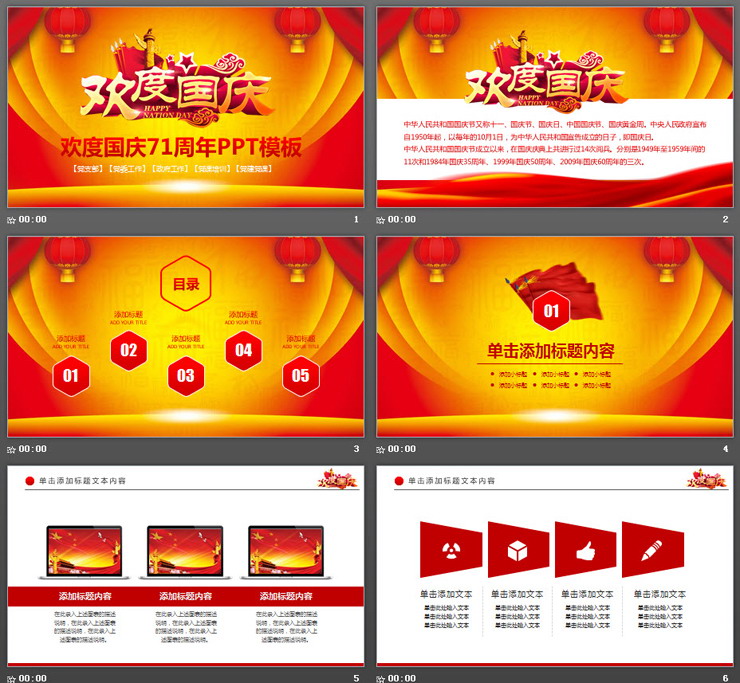 欢度国庆
HAPPY
NATION DAY
欢度国庆71周年PPT模板
00:00
1
欢度国庆
HAPPY
NATION DAY
中华人民共和国国庆节又称十一、国庆节、国庆日、中国国庆节、国庆黄金周。中央人民政府宣布
自1950年起，以每年的10月1日，为中华人民共和国宣告成立的日子，即国庆日。
中华人民共和国国庆节成立以来，在国庆庆典上共进行过14次阅兵。分别是1949年至1959年间的
11次和1984年国庆35周年、1999年国庆50周年、2009年国庆60周年的三次。
00:00
2
目录
添加标题
ADD YOUR TITLE
01
添加标题
ADD YOUR TITLE
02
添加标题
ADD YOUR TITLE
03
添加标题
ADD YOUR TITLE
04
添加标题
ADD YOUR TITLE
05
00:00
3
01
单击添加标题内容
● 添加小标题 ● 添加小标题 ● 添加小标题
● 添加小标题 ● 添加小标题 ● 添加小标题
00:00
4
单击添加标题文本内容
欢度国庆
添加标题内容
在此录入上述图表的描述
说明，在此录入上述图表
的描述说明，在此录入上
述图表的描述说明。
添加标题内容
在此录入上述图表的描述
说明，在此录入上述图表
的描述说明，在此录入上
述图表的描述说明。
添加标题内容
在此录入上述图表的描述
说明，在此录入上述图表
的描述说明，在此录入上
述图表的描述说明。
00:00
5
单击添加标题文本内容
欢度国庆
单击添加文本
单击此处输入文本
单击此处输入文本
单击此处输入文本
单击添加文本
单击此处输入文本
单击此处输入文本
单击此处输入文本
单击添加文本
单击此处输入文本
单击此处输入文本
单击此处输入文本
单击添加文本
单击此处输入文本
单击此处输入文本
单击此处输入文本
00:00
6